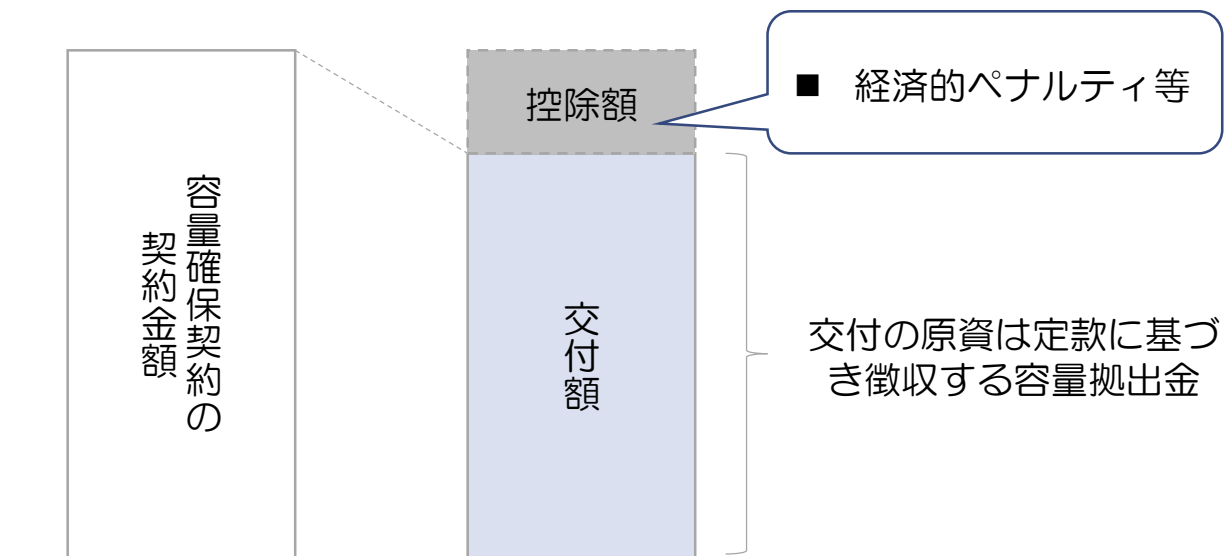 容量確保契約の
契約金額
控除額
■ 経済的ペナルティ等
交付額
交付の原資は定款に基づ
き徴収する容量拠出金